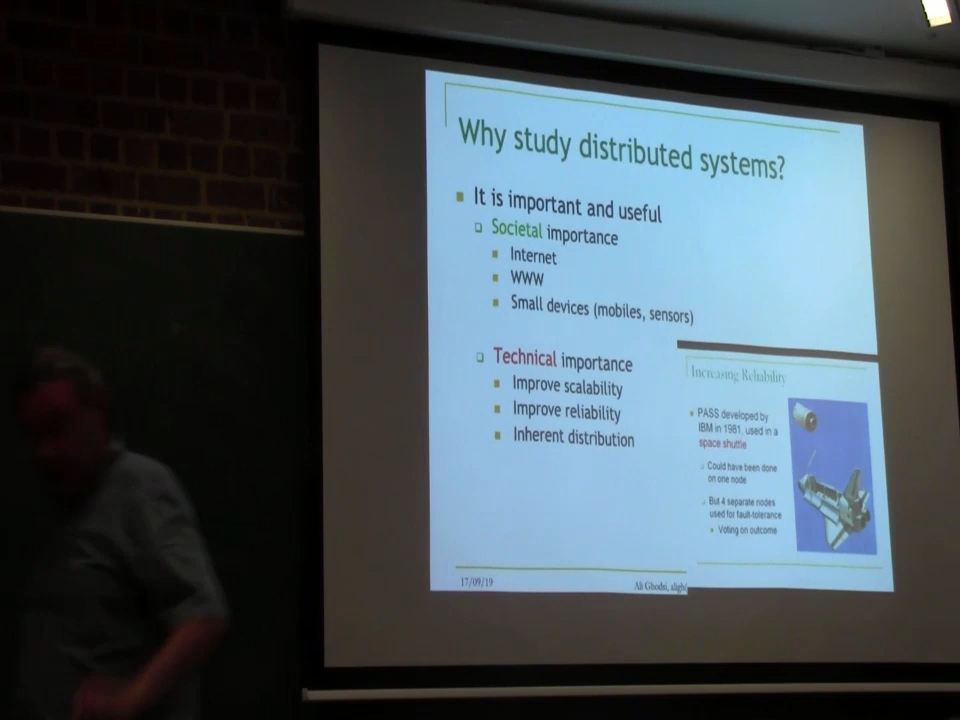 Why study distributed systems?
It is important and useful
Societal importance
Internet
WWW
Small devices (mobiles, sensors)
Technical importance
Improve scalability
Improve reliability
Inherent distribution
Increasing Reliability
PASS developed by
IBM in 1981, used in a
space shuttle
Could have been done
on one node
But 4 separate nodes
used for fault-tolerance
Voting on outcome
17/09/19
Ali Ghodsi,